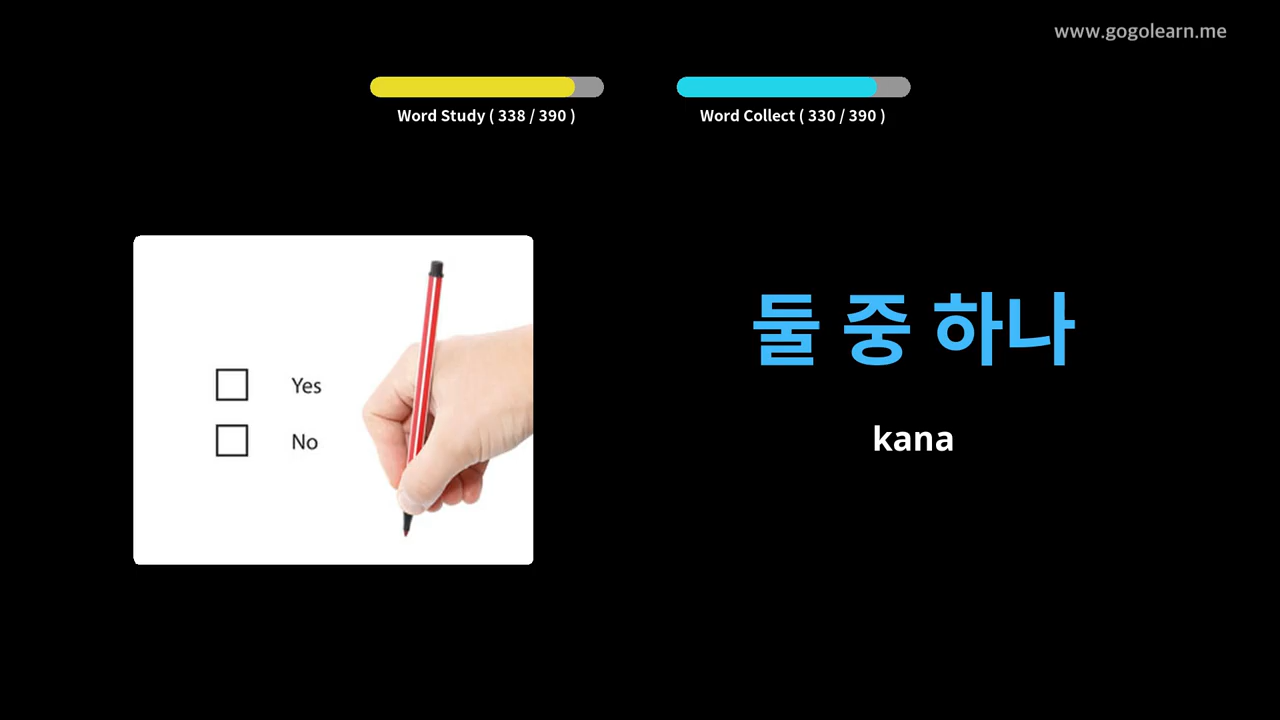 www.gogolearn.me
Word Study ( 338 / 390 )
Word Collect ( 330 / 390 )
Yes
No
둘 중 하나
kana